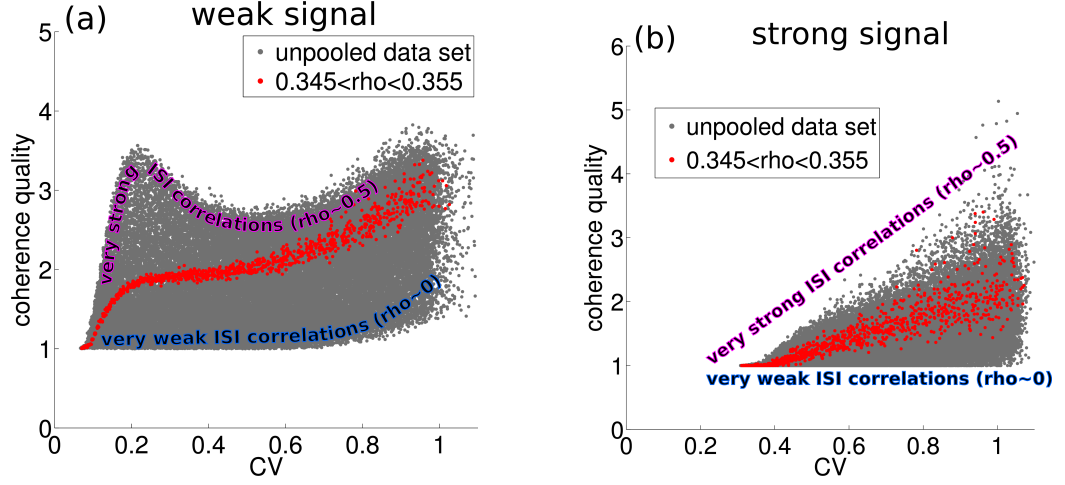 (a)
weak signal
unpooled data set
0.345<rho<0.355
very strong ISI correlations (rho~0.5)
very weak ISI correlations (rho~0)
coherence quality
5
4
3
2
1
0
0 0.2 0.4 0.6 0.8 1
CV
(b)
strong signal
unpooled data set
0.345<rho<0.355
very strong ISI correlations (rho~0.5)
very weak ISI correlations (rho~0)
coherence quality
6
5
4
3
2
1
0
0 0.2 0.4 0.6 0.8 1
CV